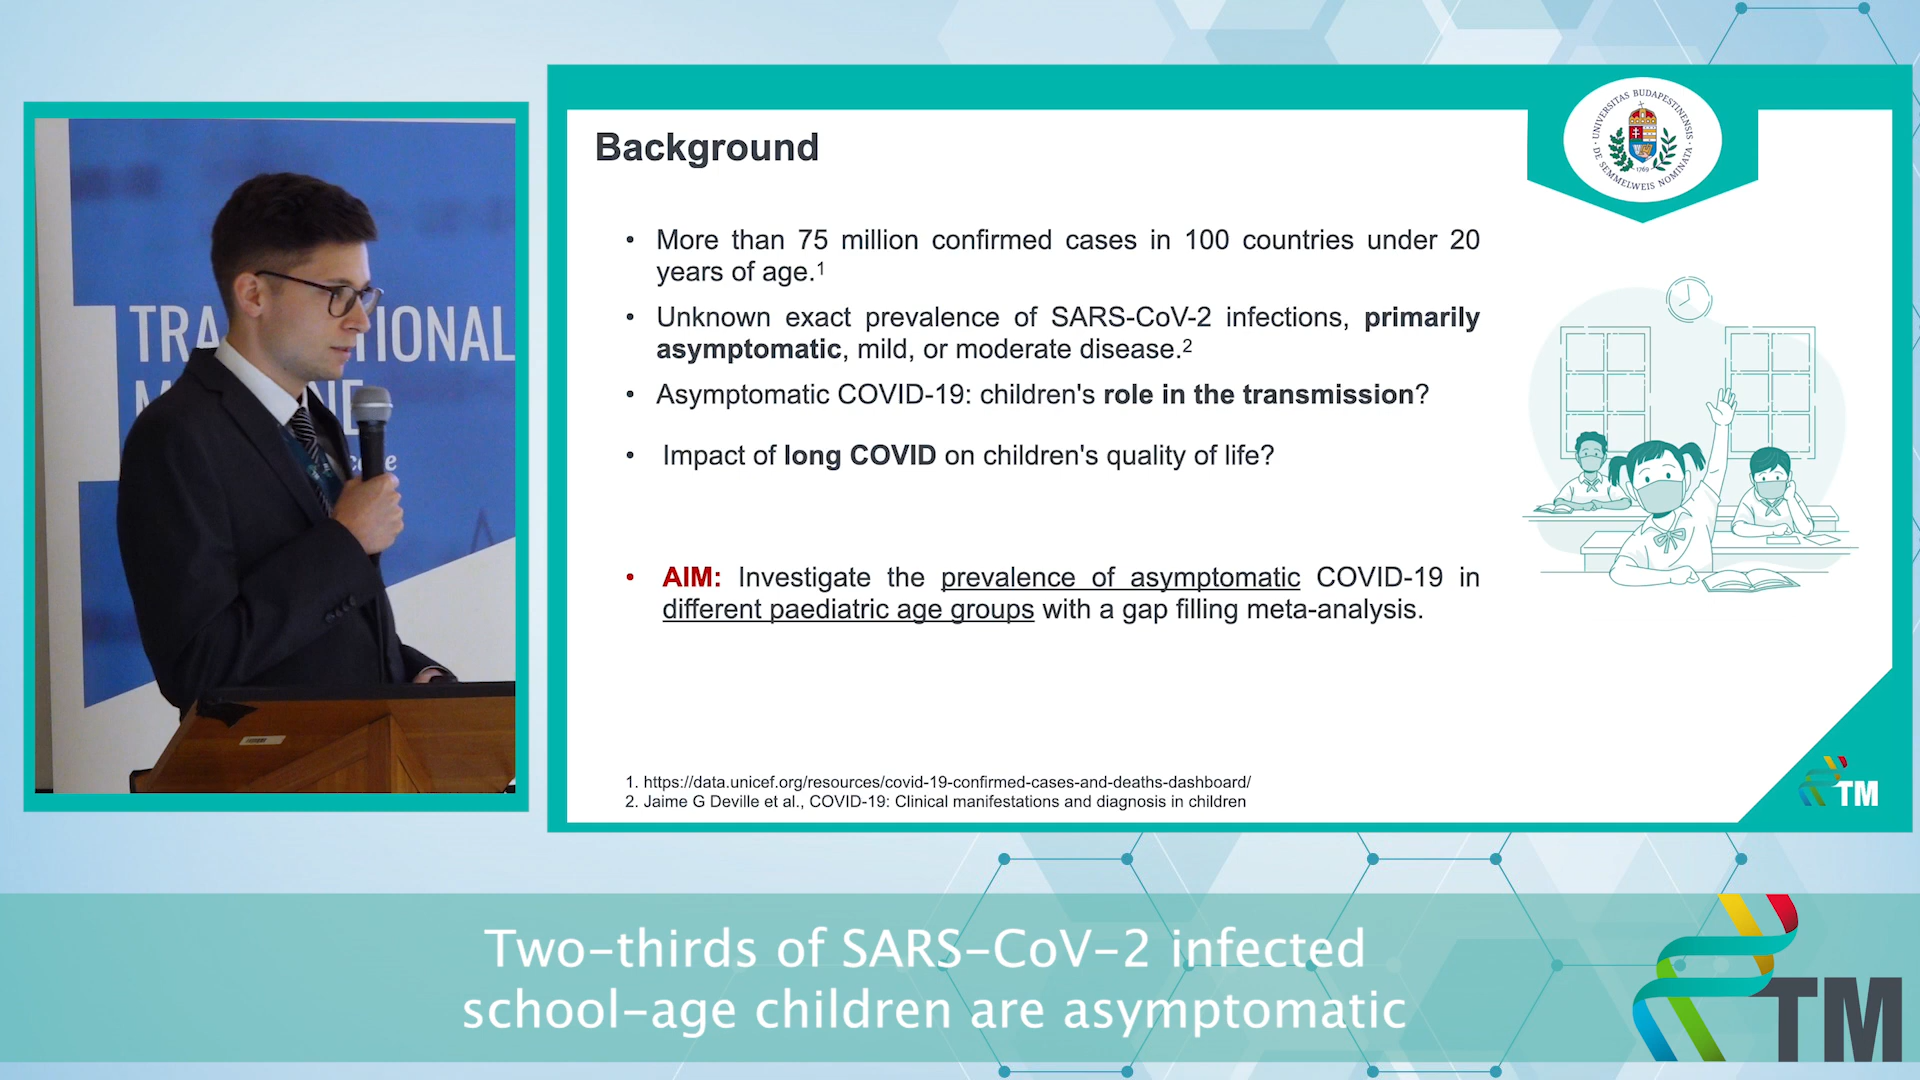 Background
UNIVERSITAS BUDAPESTINENSIS
· DE SEMMELWEIS NOMINATA ·
·1769·
• More than 75 million confirmed cases in 100 countries under 20
years of age.1
• Unknown exact prevalence of SARS-CoV-2 infections, primarily
asymptomatic, mild, or moderate disease.2
• Asymptomatic COVID-19: children's role in the transmission?
• Impact of long COVID on children's quality of life?
• AIM: Investigate the prevalence of asymptomatic COVID-19 in
different paediatric age groups with a gap filling meta-analysis.
1. https://data.unicef.org/resources/covid-19-confirmed-cases-and-deaths-dashboard/
2. Jaime G Deville et al., COVID-19: Clinical manifestations and diagnosis in children
TM
Two-thirds of SARS-CoV-2 infected
school-age children are asymptomatic
TM